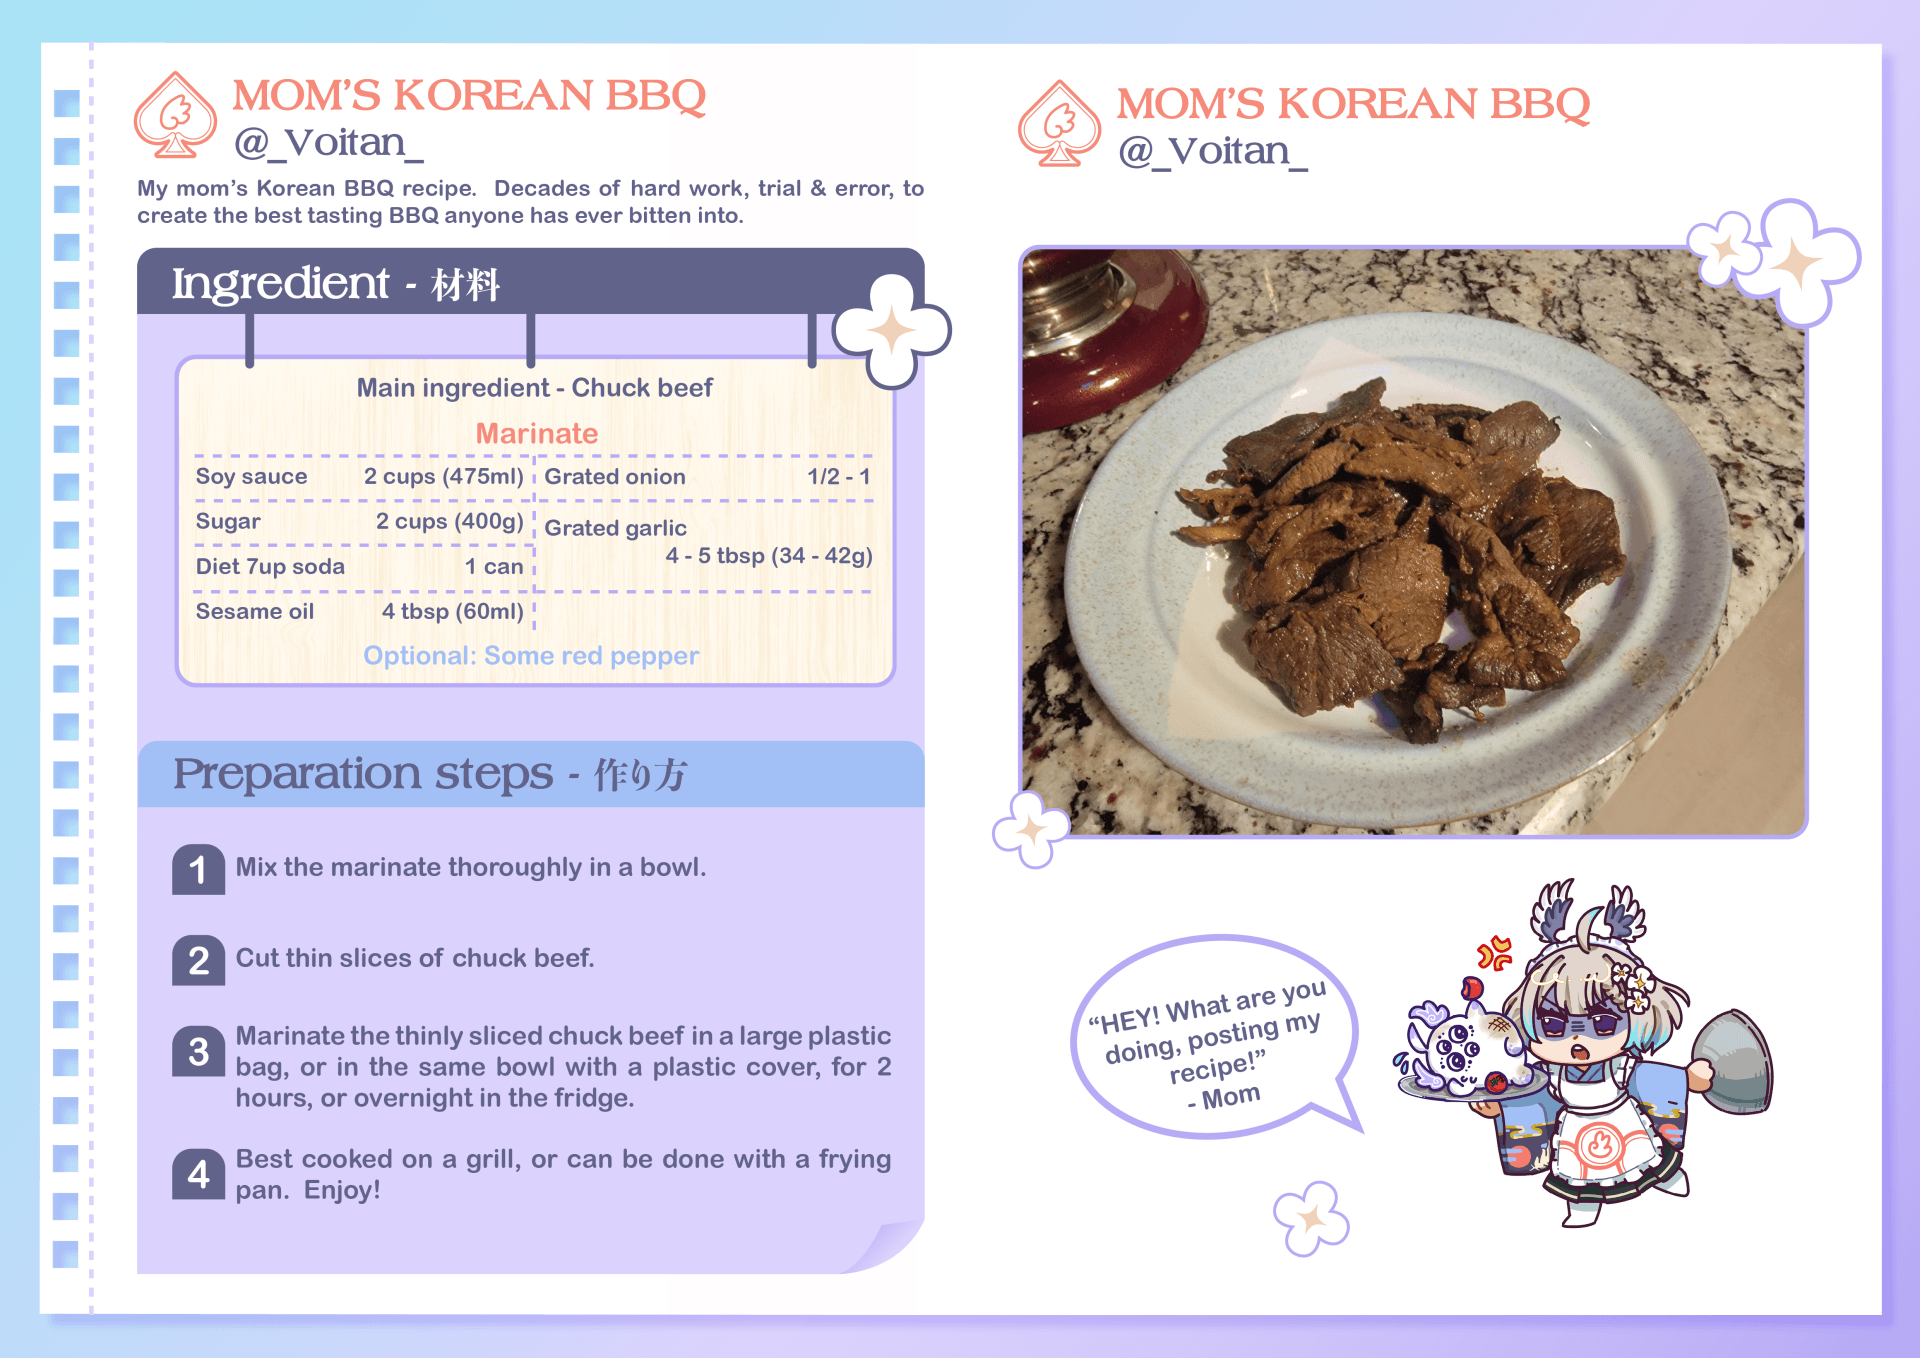 MOM'S KOREAN BBQ
@_Voitan_
My mom's Korean BBQ recipe.  Decades of hard work, trial & error, to
create the best tasting BBQ anyone has ever bitten into.
Ingredient - 材料
Main ingredient - Chuck beef
Marinate
Soy sauce 2 cups (475ml)
Sugar 2 cups (400g)
Diet 7up soda 1 can
Sesame oil 4 tbsp (60ml)
Grated onion 1/2 - 1
Grated garlic
4 - 5 tbsp (34 - 42g)
Optional: Some red pepper
Preparation steps - 作り方
1 Mix the marinate thoroughly in a bowl.
2 Cut thin slices of chuck beef.
3 Marinate the thinly sliced chuck beef in a large plastic
bag, or in the same bowl with a plastic cover, for 2
hours, or overnight in the fridge.
4 Best cooked on a grill, or can be done with a frying
pan.  Enjoy!
MOM'S KOREAN BBQ
@_Voitan_
"HEY! What are you
doing, posting my
recipe!"
- Mom